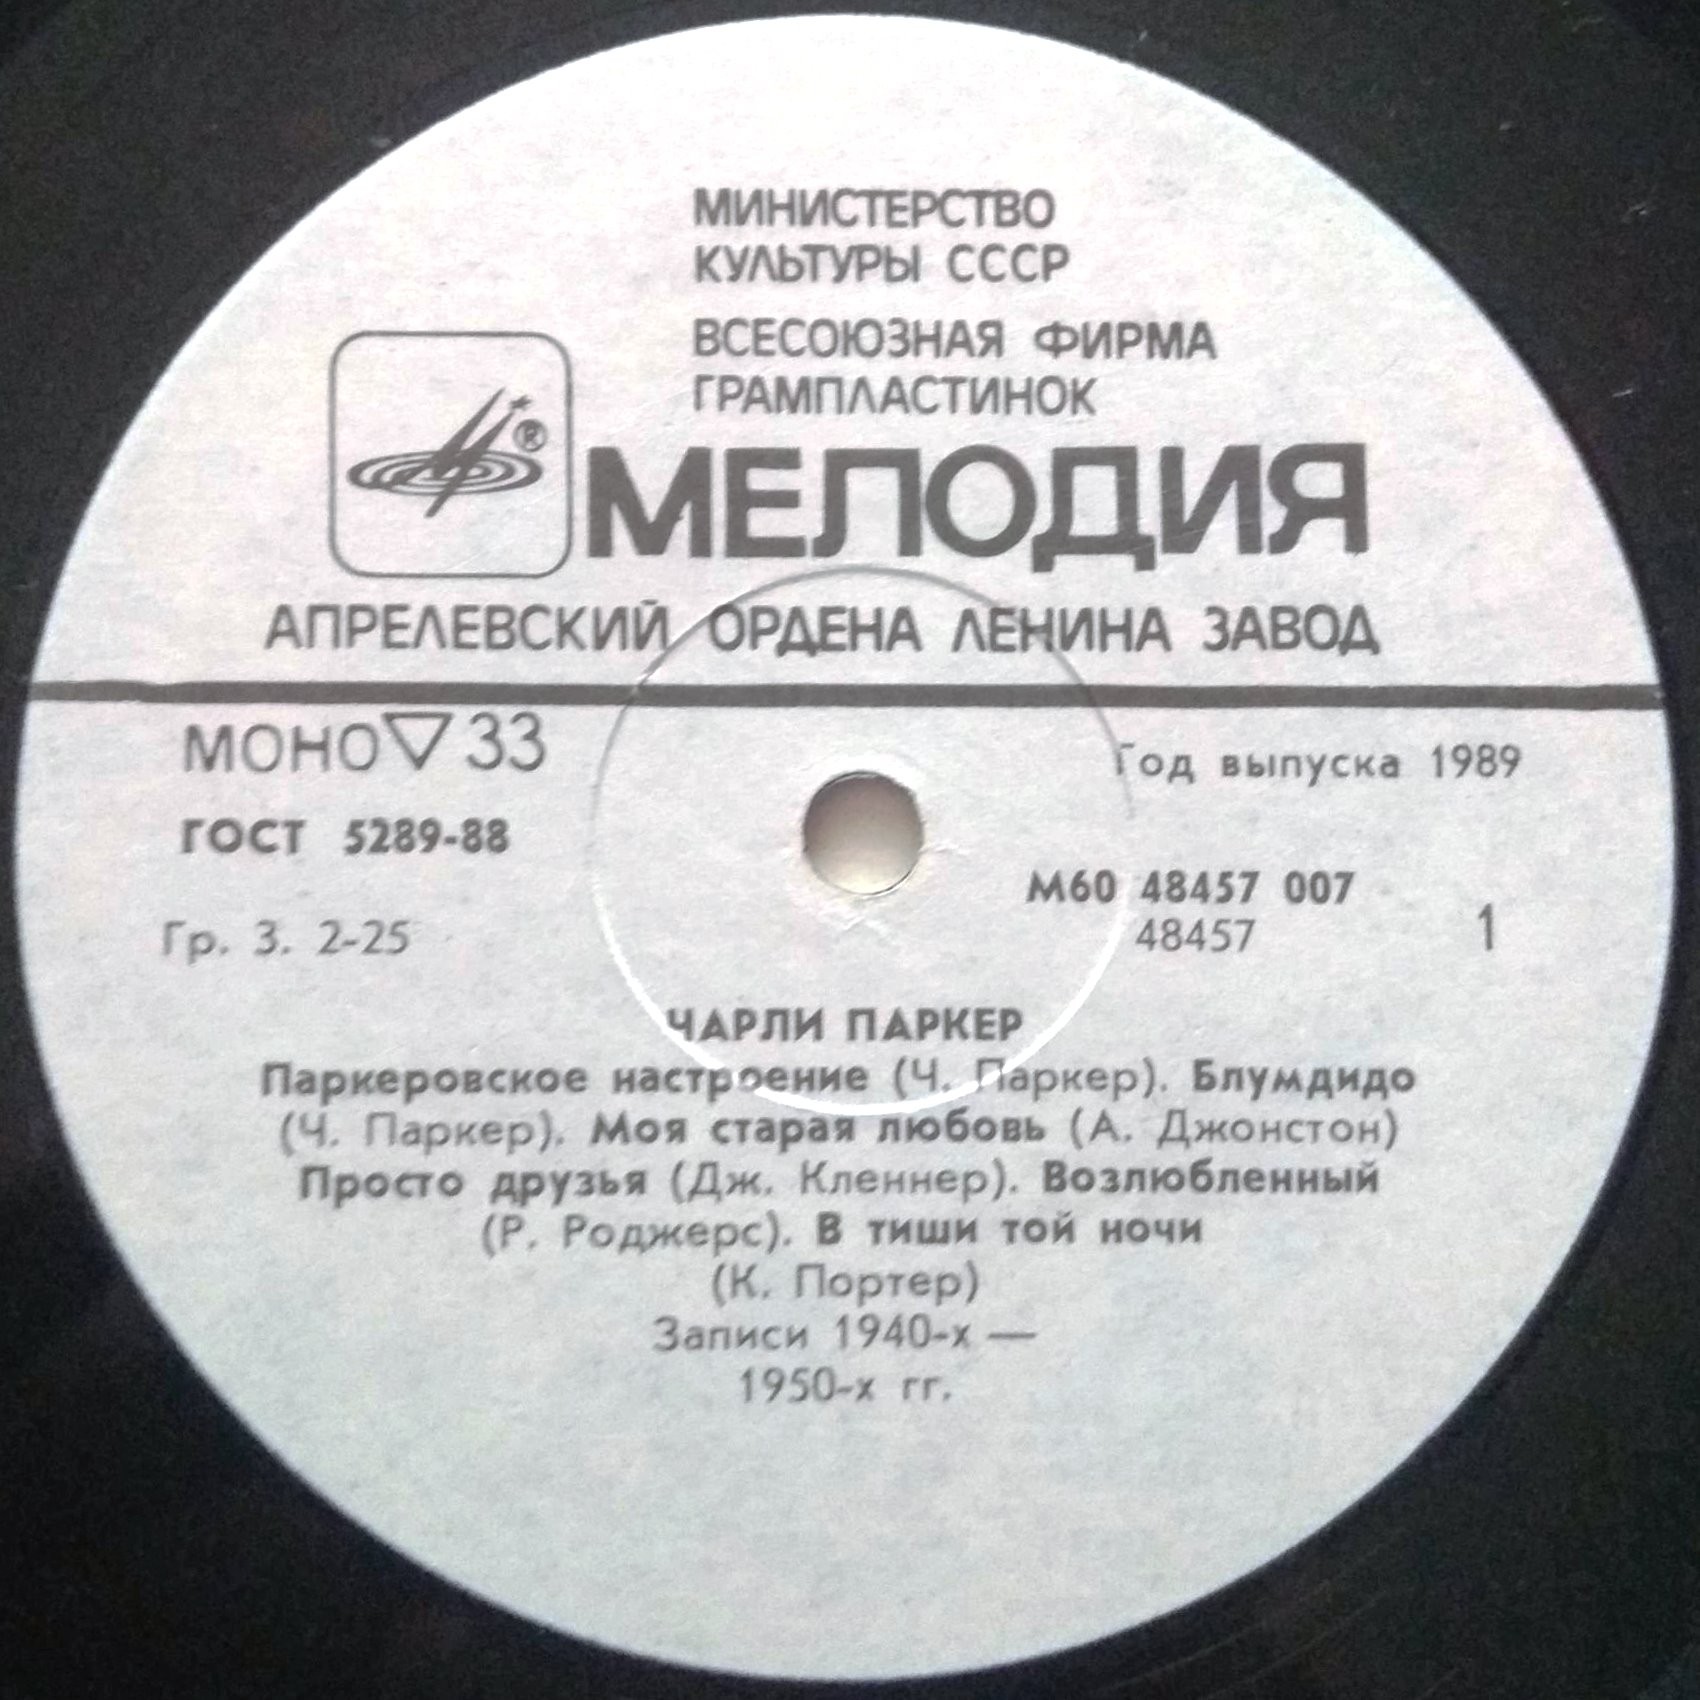 МИНИСТЕРСТВО
КУЛЬТУРЫ СССР
ВСЕСОЮЗНАЯ ФИРМА
ГРАМПЛАСТИНОК
®
МЕЛОДИЯ
АПРЕЛЕВСКИЙ ОРДЕНА ЛЕНИНА ЗАВОД
МОНО ▽ 33
Год выпуска 1989
ГОСТ 5289-88
М60 48457 007
Гр. 3. 2-25
48457
1
ЧАРЛИ ПАРКЕР
Паркеровское настроение (Ч. Паркер). Блумдидо
(Ч. Паркер). Моя старая любовь (А. Джонстон)
Просто друзья (Дж. Кленнер). Возлюбленный
(Р. Роджерс). В тиши той ночи
(К. Портер)
Записи 1940-х —
1950-х гг.